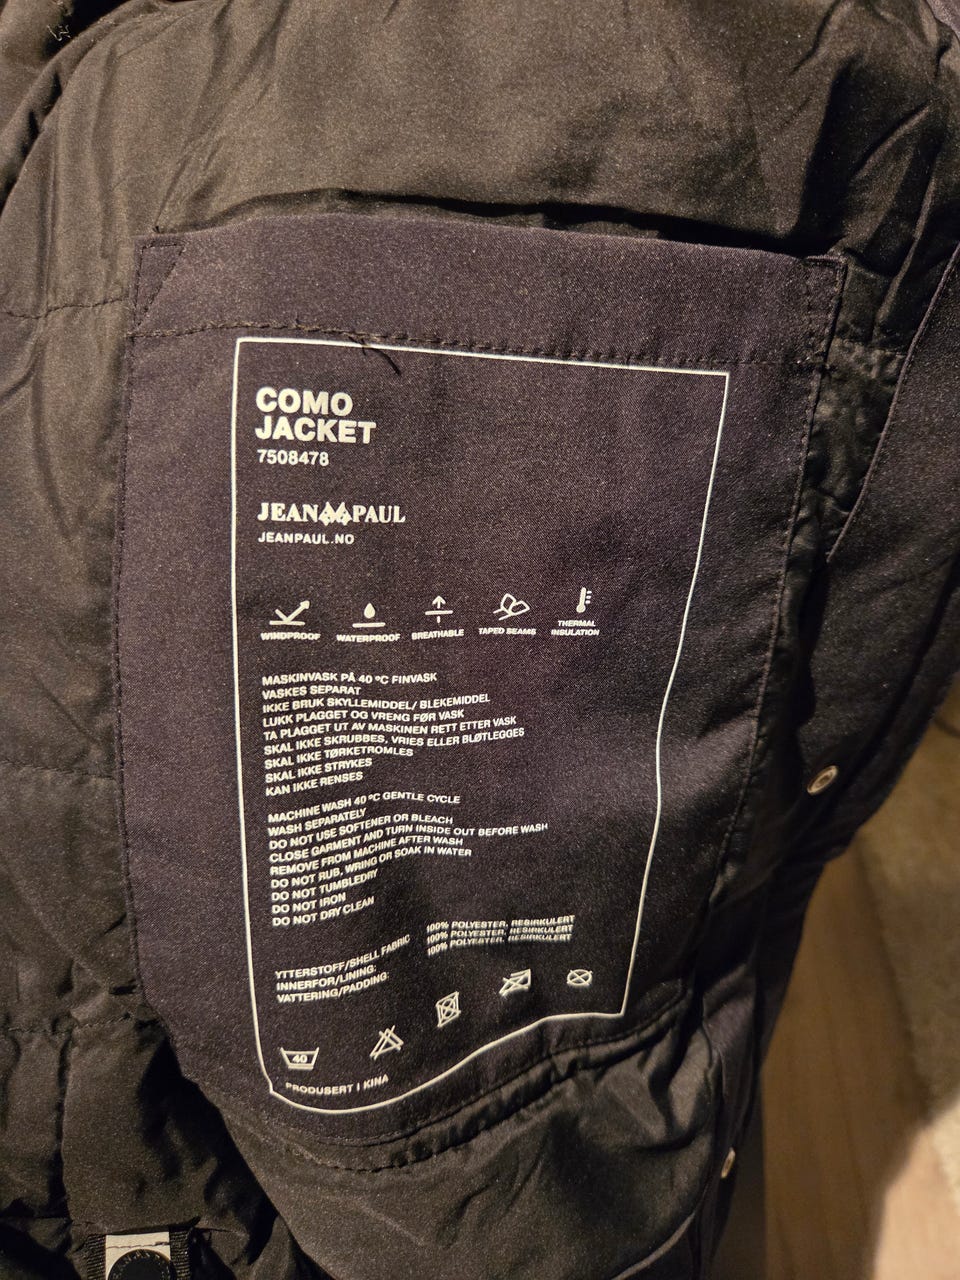 COMO
JACKET
7508478
JEAN PAUL
JEANPAUL.NO
WINDPROOF
WATERPROOF
BREATHABLE
TAPED SEAMS
THERMAL
INSULATION
MASKINVASK PÅ 40 ºC FINVASK
VASKES SEPARAT
IKKE BRUK SKYLLEMIDDEL/ BLEKEMIDDEL
LUKK PLAGGET OG VRENG FØR VASK
TA PLAGGET UT AV MASKINEN RETT ETTER VASK
SKAL IKKE SKRUBBES, VRIES ELLER BLØTLEGGES
SKAL IKKE TØRKETROMLES
SKAL IKKE STRYKES
KAN IKKE RENSES
MACHINE WASH 40 ºC GENTLE CYCLE
WASH SEPARATELY
DO NOT USE SOFTENER OR BLEACH
CLOSE GARMENT AND TURN INSIDE OUT BEFORE WASH
REMOVE FROM MACHINE AFTER WASH
DO NOT RUB, WRING OR SOAK IN WATER
DO NOT TUMBLEDRY
DO NOT IRON
DO NOT DRY CLEAN
YTTERSTOFF/SHELL FABRIC 100% POLYESTER, RESIRKULERT
INNERFOR/LINING: 100% POLYESTER, RESIRKULERT
VATTERING/PADDING: 100% POLYESTER, RESIRKULERT
40
PRODUSERT I KINA